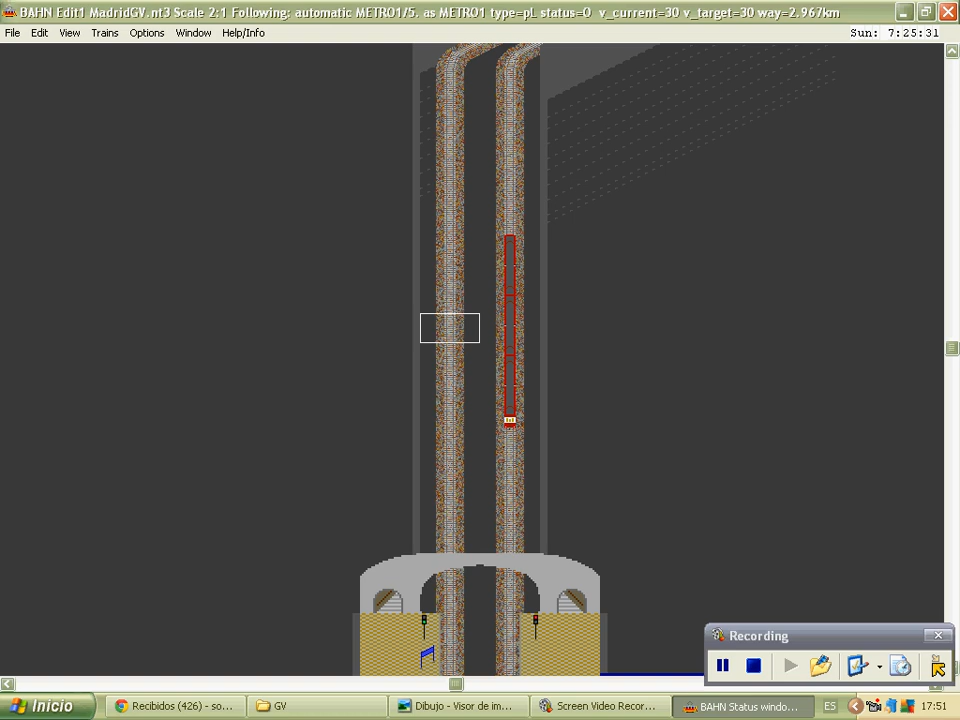 BAHN Edit1 MadridGV.nt3 Scale 2:1 Following: automatic METRO1/5. as METRO1 type=pL status=0 v_current=30 v_target=30 way=2.967km
File Edit View Trains Options Window Help/Info Sun: 7:25:31
Recording
Inicio Recibidos (426) - so... GV Dibujo - Visor de im... Screen Video Recor... BAHN Status windo... ES 17:51